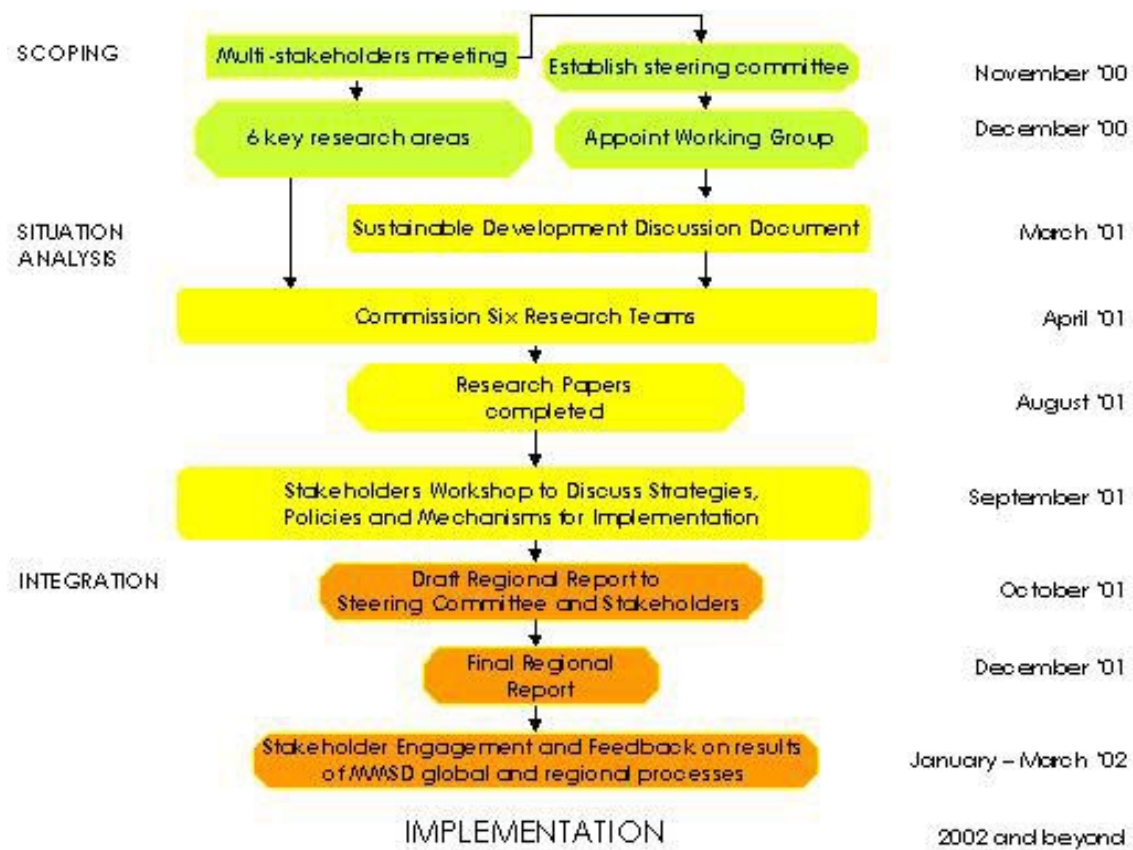 SCOPING
Multi-stakeholders meeting
Establish steering committee
November '00
6 key research areas
Appoint Working Group
December '00
SITUATION
ANALYSIS
Sustainable Development Discussion Document
March '01
Commission Six Research Teams
April '01
Research Papers
completed
August '01
Stakeholders Workshop to Discuss Strategies,
Policies and Mechanisms for Implementation
September '01
INTEGRATION
Draft Regional Report to
Steering Committee and Stakeholders
October '01
Final Regional
Report
December '01
Stakeholder Engagement and Feedback on results
of MMSD global and regional processes
January – March '02
IMPLEMENTATION
2002 and beyond